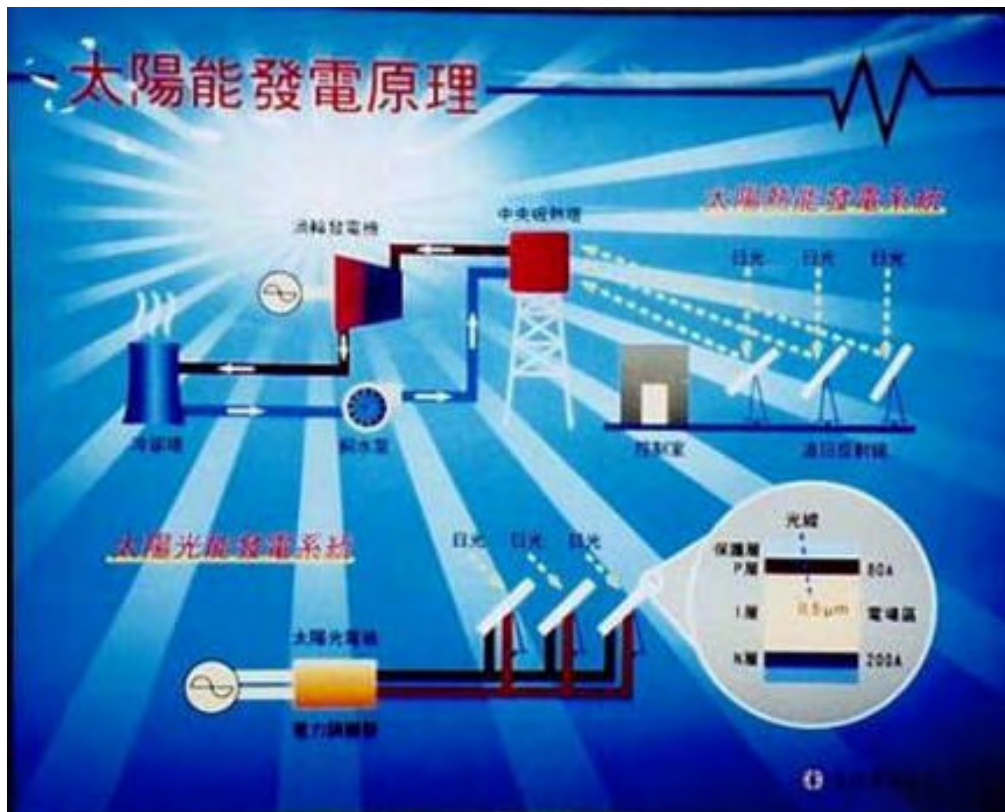 太陽能發電原理
太陽熱能發電系統
中央吸熱塔
渦輪發電機
日光 日光 日光
冷卻塔
飼水泵
控制室
追日反射鏡
太陽光能發電系統
日光 日光 日光
太陽光電板
電力調節器
光線
保護層
P層 80A
I層 0.5μm 電場區
N層 200A